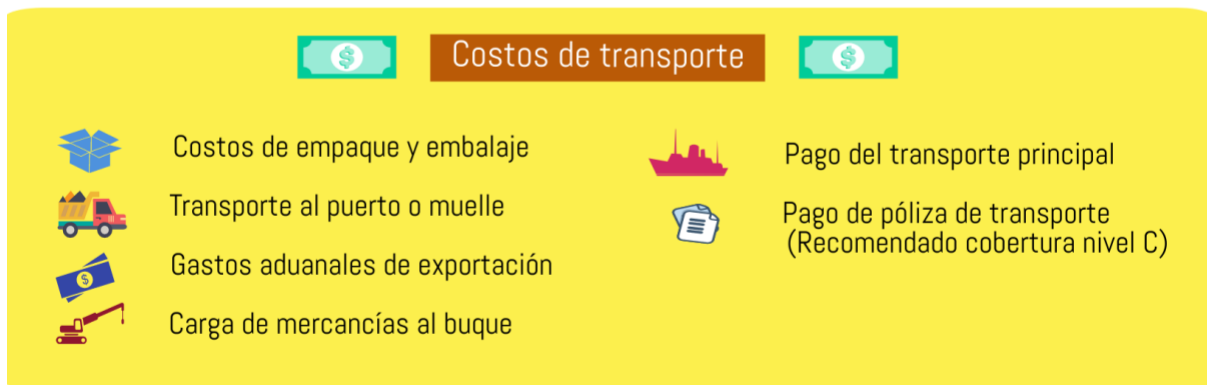 Costos de transporte
Costos de empaque y embalaje
Transporte al puerto o muelle
Gastos aduanales de exportación
Carga de mercancías al buque
Pago del transporte principal
Pago de póliza de transporte
(Recomendado cobertura nivel C)